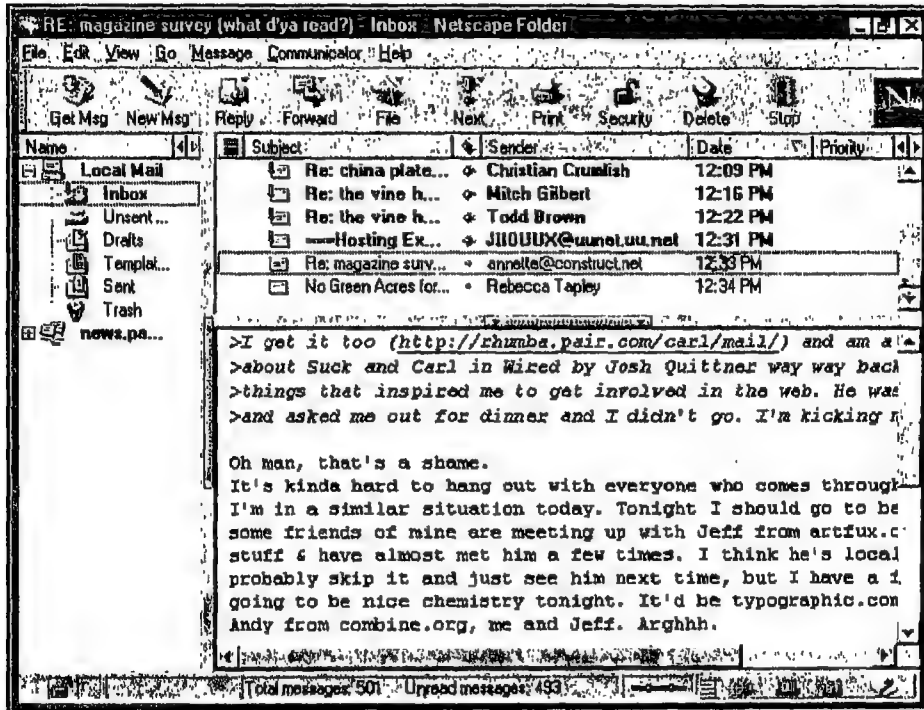 RE: magazine survey (what d'ya read?) - Inbox - Netscape Folder
File Edit View Go Message Communicator Help
Get Msg New Msg Reply Forward File Next Print Security Delete Stop N
Name Subject Sender Date Priority
Local Mail
Inbox
Unsent ...
Drafts
Templat...
Sent
Trash
news.pa...
Re: china plate... Christian Crumlish 12:09 PM
Re: the vine h... Mitch Gilbert 12:16 PM
Re: the vine h... Todd Brown 12:22 PM
Hosting Ex... 12:31 PM
Re: magazine surv... annette@construct.net 12:33 PM
No Green Acres for... Rebecca Tapley 12:34 PM
>I get it too (http://rhumba.pair.com/carl/mail/) and am a
>about Suck and Carl in Wired by Josh Quittner way way back
>things that inspired me to get involved in the web. He was
>and asked me out for dinner and I didn't go. I'm kicking
Oh man, that's a shame.
It's kinda hard to hang out with everyone who comes through
I'm in a similar situation today. Tonight I should go to be
some friends of mine are meeting up with Jeff from artfux.c
stuff & have almost met him a few times. I think he's local
probably skip it and just see him next time, but I have a
going to be nice chemistry tonight. It'd be typographic.com
Andy from combine.org, me and Jeff. Arghhh.
Total messages: 501 Unread messages: 493